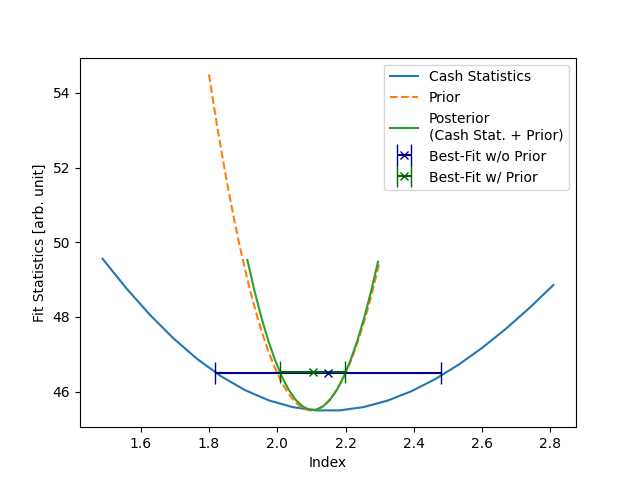 Cash Statistics
Prior
Posterior
(Cash Stat. + Prior)
Best-Fit w/o Prior
Best-Fit w/ Prior
Fit Statistics [arb. unit]
54
52
50
48
46
1.6 1.8 2.0 2.2 2.4 2.6 2.8
Index